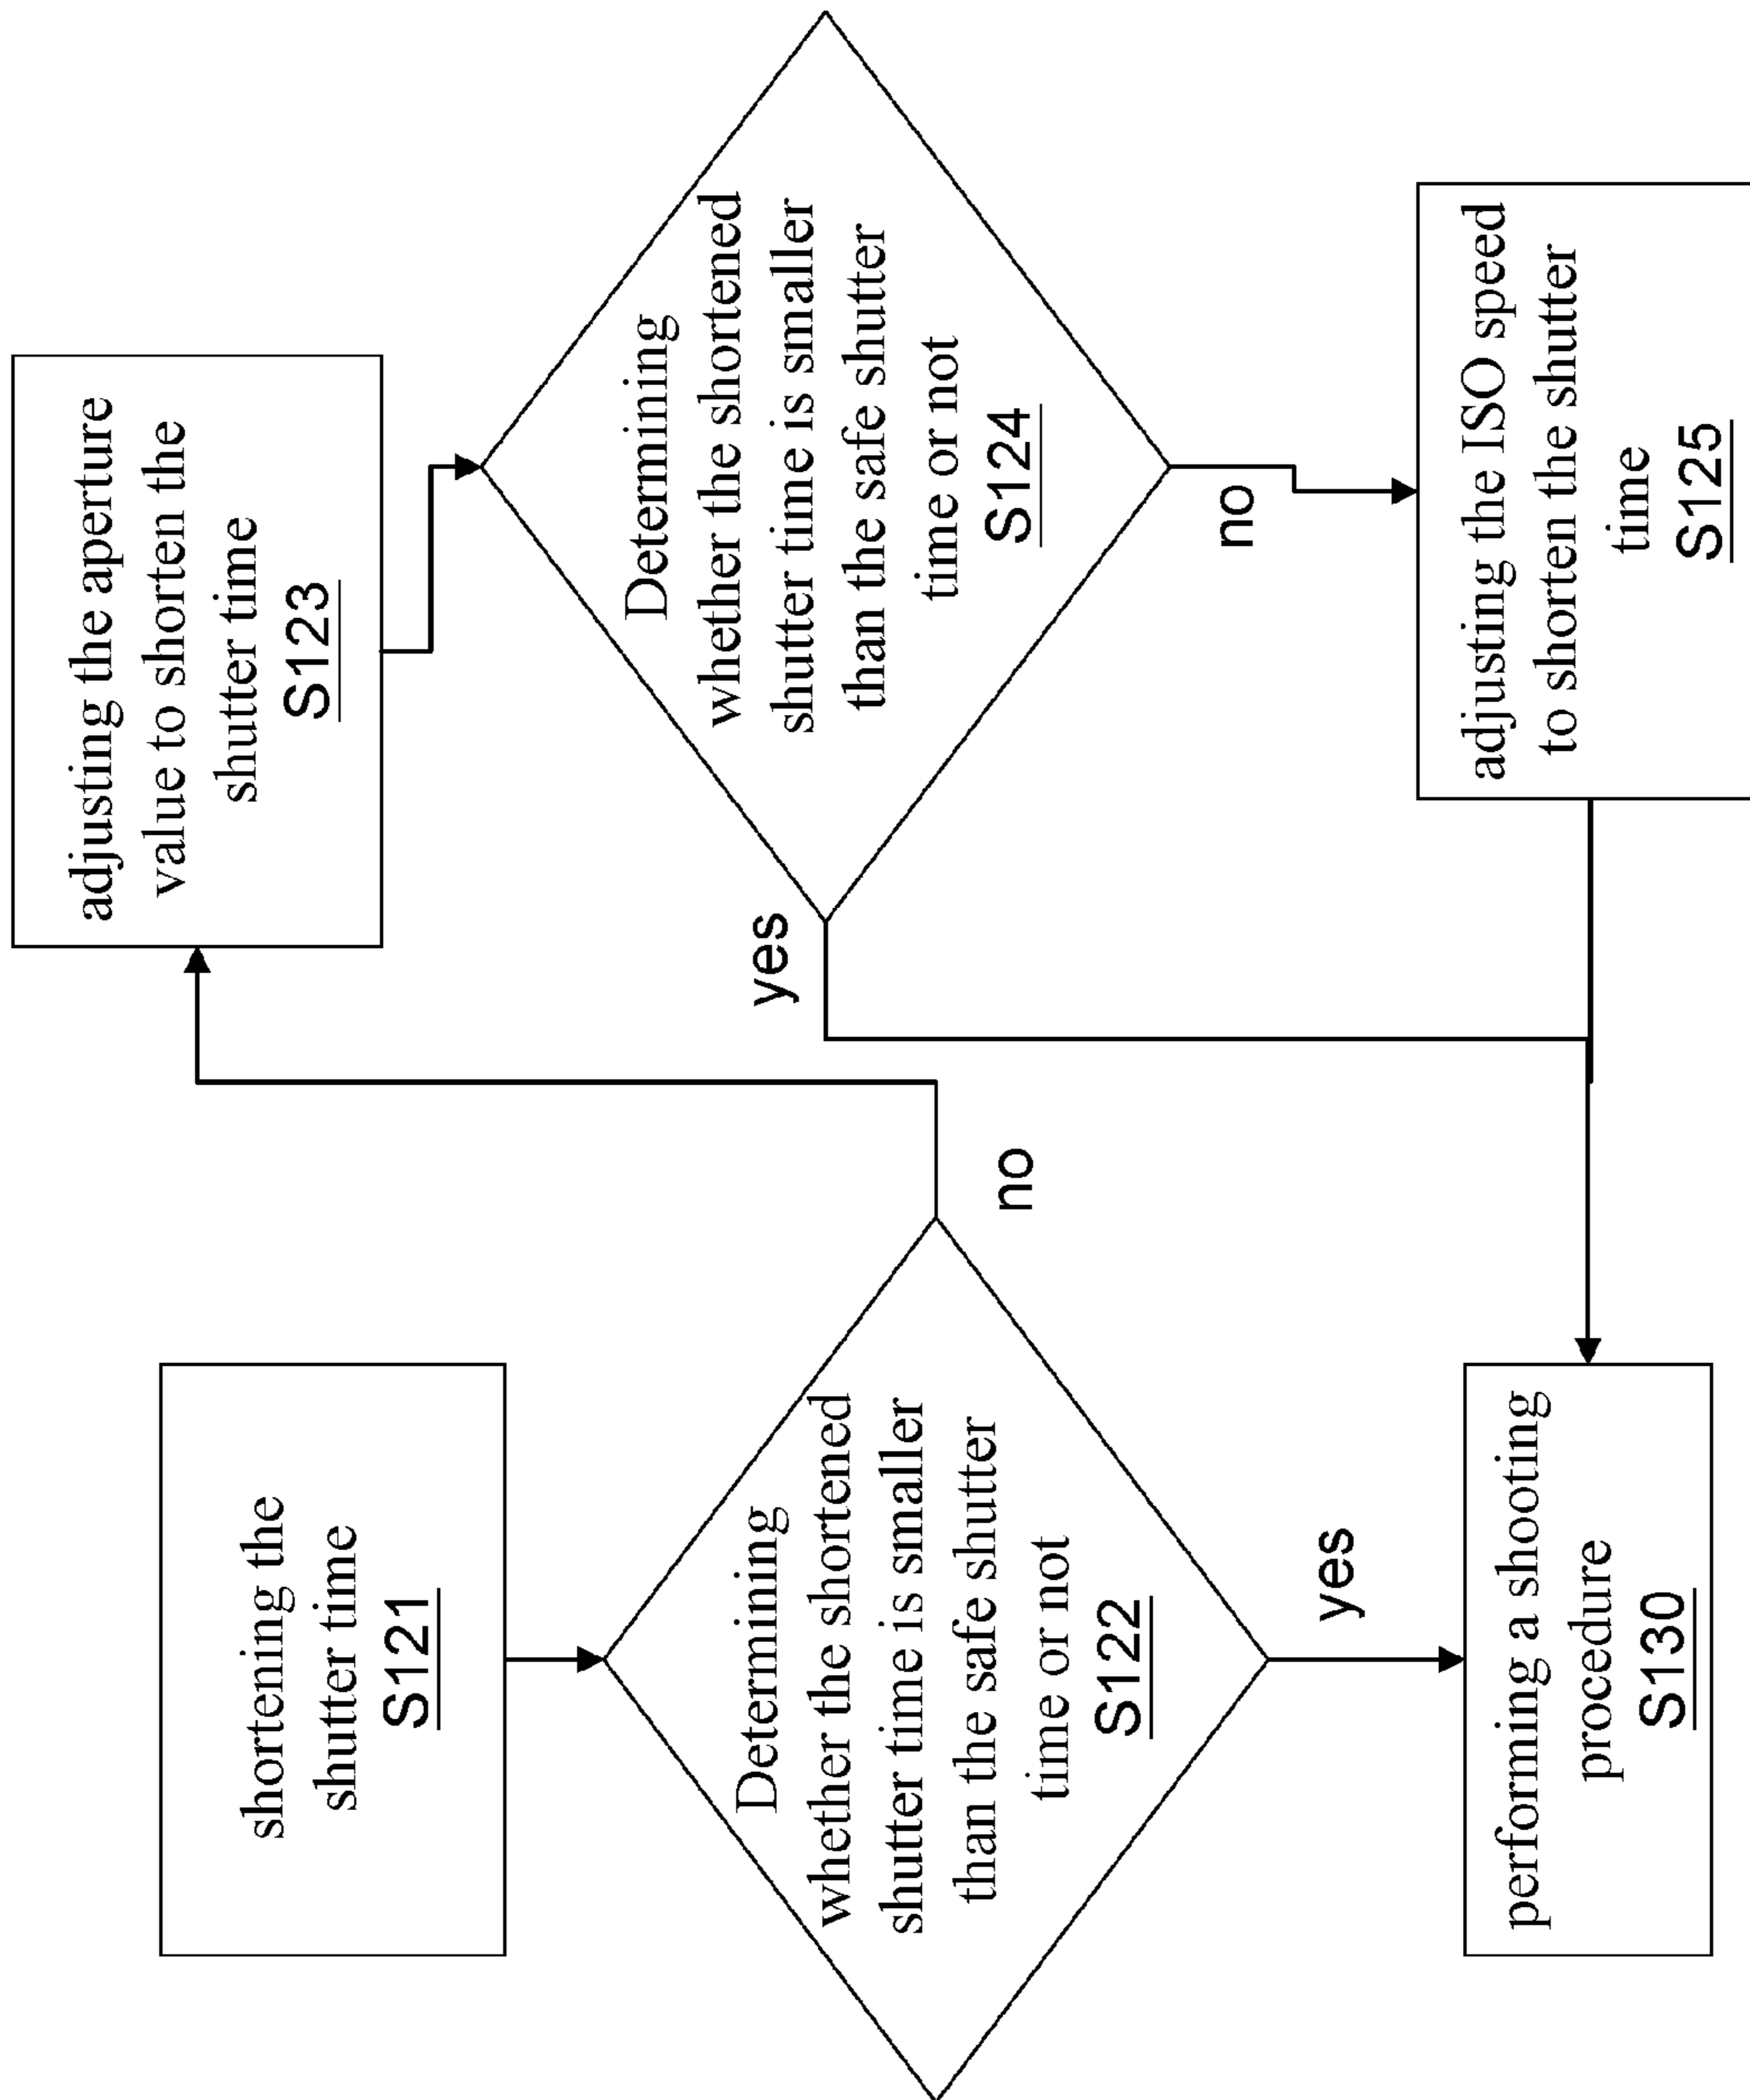 shortening the
shutter time
S121
Determining
whether the shortened
shutter time is smaller
than the safe shutter
time or not
S122
no
yes
performing a shooting
procedure
S130
adjusting the aperture
value to shorten the
shutter time
S123
Determining
whether the shortened
shutter time is smaller
than the safe shutter
time or not
S124
yes
no
adjusting the ISO speed
to shorten the shutter
time
S125